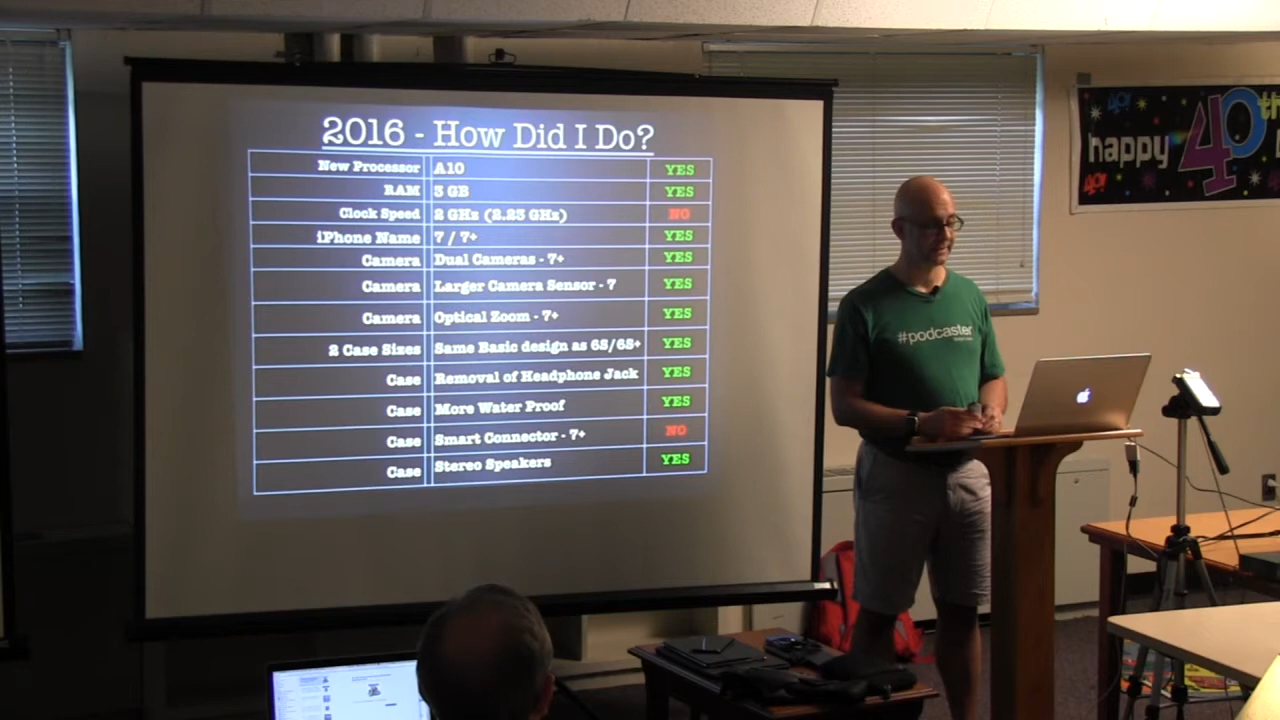 2016 - How Did I Do?
New Processor A10 YES
RAM 3 GB YES
Clock Speed 2 GHz (2.23 GHz) NO
iPhone Name 7 / 7+ YES
Camera Dual Cameras - 7+ YES
Camera Larger Camera Sensor - 7 YES
Camera Optical Zoom - 7+ YES
2 Case Sizes Same Basic design as 6S/6S+ YES
Case Removal of Headphone Jack YES
Case More Water Proof YES
Case Smart Connector - 7+ NO
Case Stereo Speakers YES
40!
happy 40th
40!
#podcaster